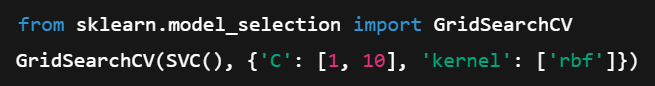 from sklearn.model_selection import GridSearchCV
GridSearchCV(SVC(), {'C': [1, 10], 'kernel': ['rbf']})